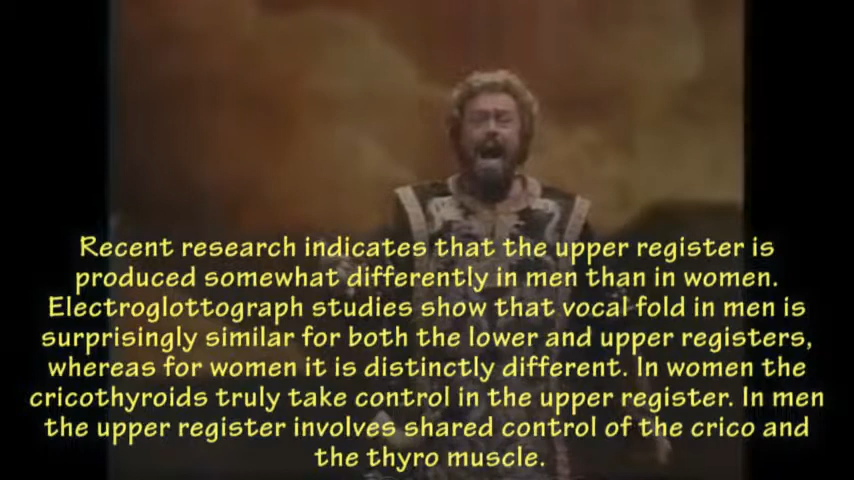 Recent research indicates that the upper register is
produced somewhat differently in men than in women.
Electroglottograph studies show that vocal fold in men is
surprisingly similar for both the lower and upper registers,
whereas for women it is distinctly different. In women the
cricothyroids truly take control in the upper register. In men
the upper register involves shared control of the crico and
the thyro muscle.